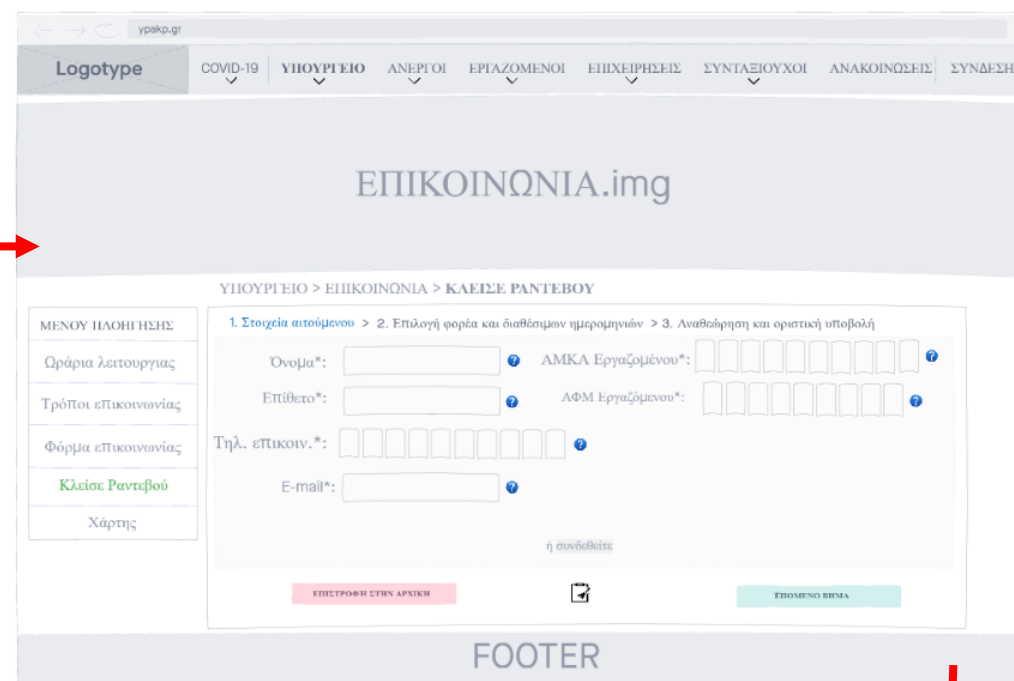 ypakp.gr
Logotype COVID-19 ΥΠΟΥΡΓΕΙΟ ΑΝΕΡΓΟΙ ΕΡΓΑΖΟΜΕΝΟΙ ΕΠΙΧΕΙΡΗΣΕΙΣ ΣΥΝΤΑΞΙΟΥΧΟΙ ΑΝΑΚΟΙΝΩΣΕΙΣ ΣΥΝΔΕΣΗ
ΕΠΙΚΟΙΝΩΝΙΑ.img
ΥΠΟΥΡΓΕΙΟ > ΕΠΙΚΟΙΝΩΝΙΑ > ΚΛΕΙΣΕ ΡΑΝΤΕΒΟΥ
ΜΕΝΟΥ ΠΛΟΗΓΗΣΗΣ
Ωράρια λειτουργιας
Τρόποι επικοινωνίας
Φόρμα επικοινωνίας
Κλείσε Ραντεβού
Χάρτης
1. Στοιχεία αιτούμενου > 2. Επιλογή φορέα και διαθέσιμων ημερομηνιών > 3. Αναθεώρηση και οριστική υποβολή
Όνομα*: ? ΑΜΚΑ Εργαζομένου*: ?
Επίθετο*: ? ΑΦΜ Εργαζόμενου*: ?
Τηλ. επικοιν.*: ?
E-mail*: ?
ή συνδεθείτε
ΕΠΙΣΤΡΟΦΗ ΣΤΗΝ ΑΡΧΙΚΗ ΕΠΟΜΕΝΟ ΒΗΜΑ
FOOTER